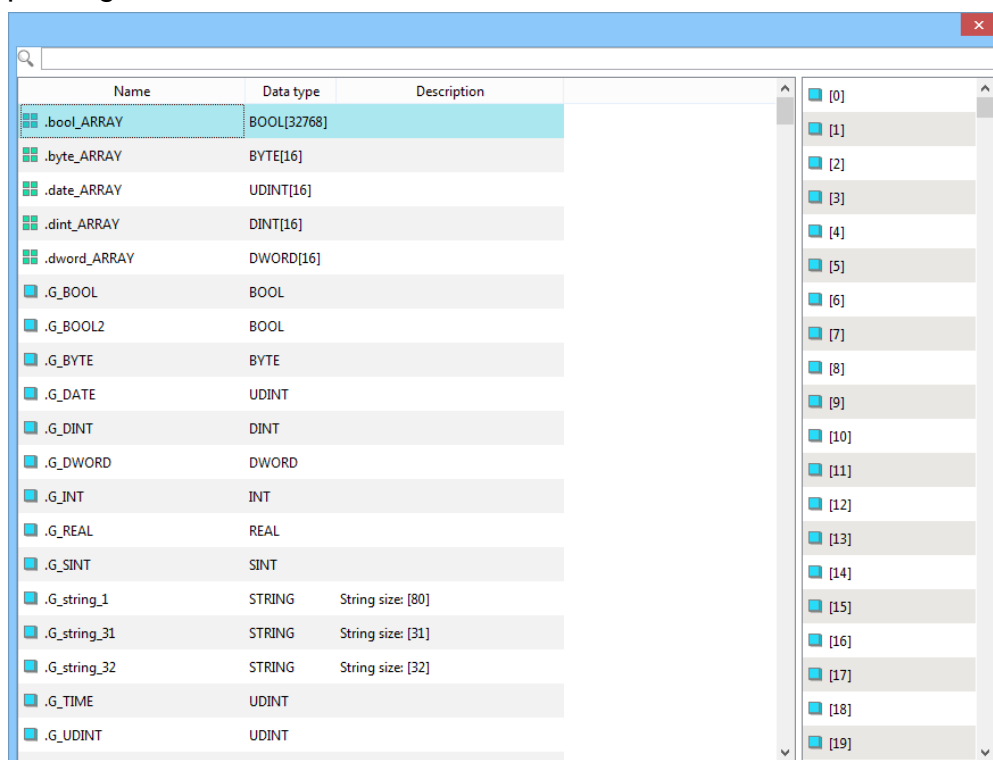 Name Data type Description
.bool_ARRAY BOOL[32768]
.byte_ARRAY BYTE[16]
.date_ARRAY UDINT[16]
.dint_ARRAY DINT[16]
.dword_ARRAY DWORD[16]
.G_BOOL BOOL
.G_BOOL2 BOOL
.G_BYTE BYTE
.G_DATE UDINT
.G_DINT DINT
.G_DWORD DWORD
.G_INT INT
.G_REAL REAL
.G_SINT SINT
.G_string_1 STRING String size: [80]
.G_string_31 STRING String size: [31]
.G_string_32 STRING String size: [32]
.G_TIME UDINT
.G_UDINT UDINT
[0]
[1]
[2]
[3]
[4]
[5]
[6]
[7]
[8]
[9]
[10]
[11]
[12]
[13]
[14]
[15]
[16]
[17]
[18]
[19]